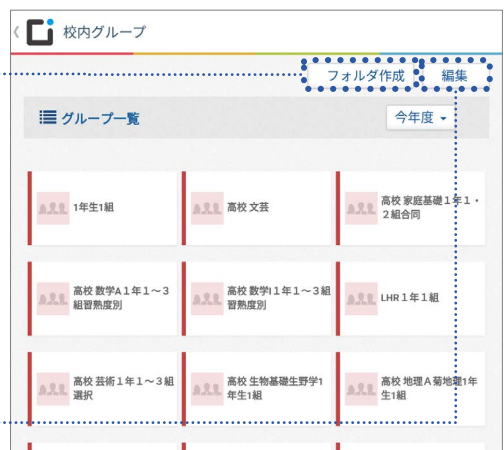 校内グループ
フォルダ作成 編集
グループ一覧 今年度
1年生1組
高校 文芸
高校 家庭基礎１年１・
２組合同
高校 数学A１年１〜３
組習熟度別
高校 数学I１年１〜３組
習熟度別
LHR１年１組
高校 芸術１年１〜３組
選択
高校 生物基礎生野学1
年生1組
高校 地理Ａ菊地理1年
生1組